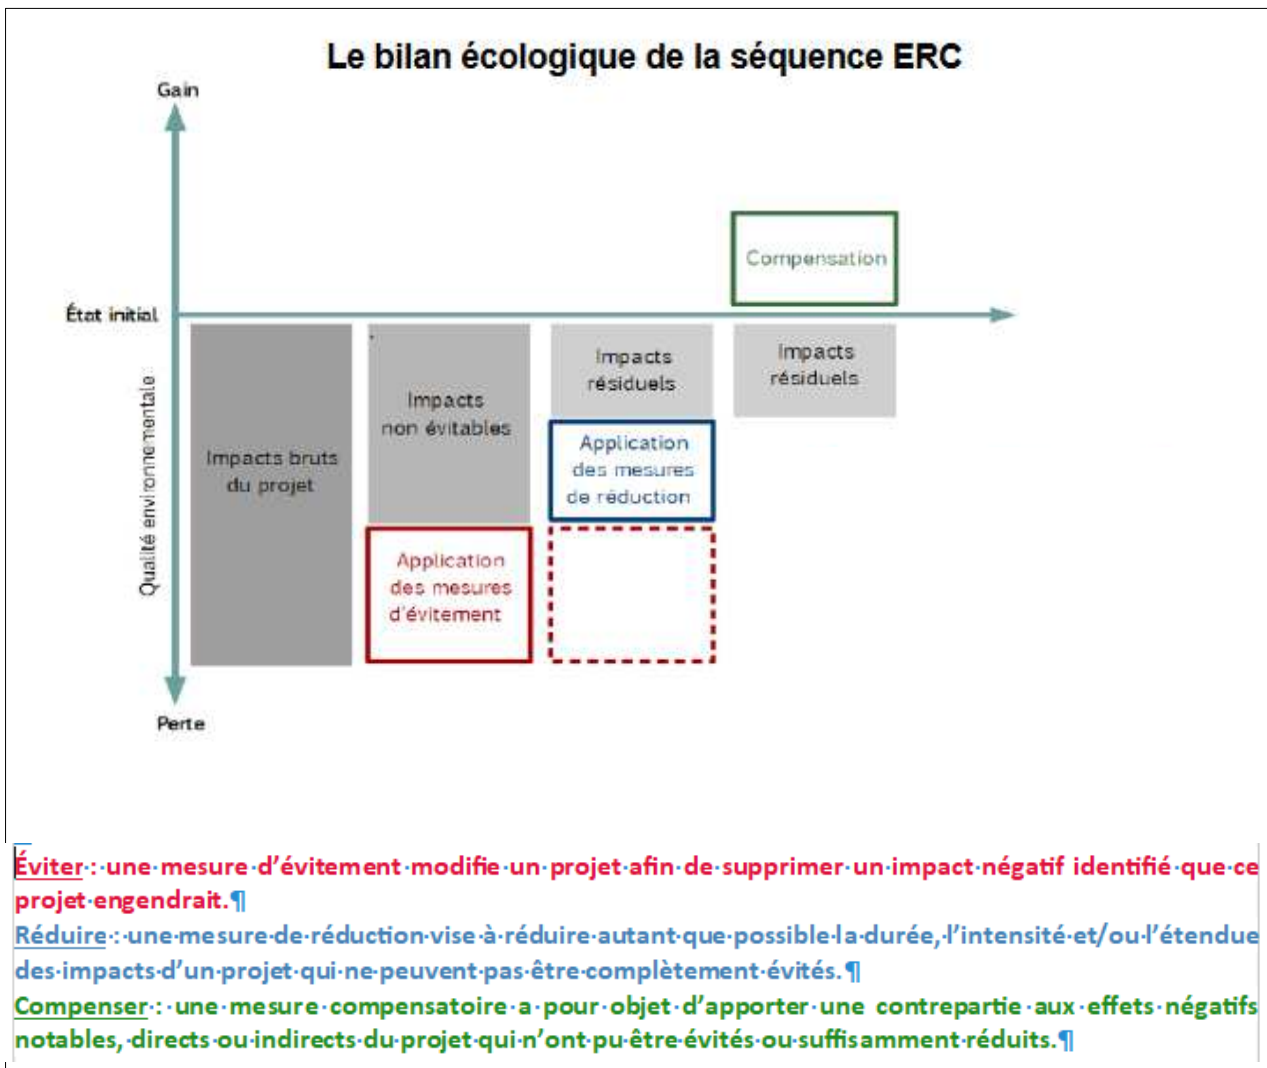 Le bilan écologique de la séquence ERC
Gain
Compensation
État initial
Qualité environnementale
Impacts bruts
du projet
Impacts
non évitables
Application
des mesures
d'évitement
Impacts
résiduels
Application
des mesures
de réduction
Impacts
résiduels
Perte
Éviter : une mesure d’évitement modifie un projet afin de supprimer un impact négatif identifié que ce
projet engendrait.¶
Réduire : une mesure de réduction vise à réduire autant que possible la durée, l’intensité et/ou l’étendue
des impacts d’un projet qui ne peuvent pas être complètement évités.¶
Compenser : une mesure compensatoire a pour objet d’apporter une contrepartie aux effets négatifs
notables, directs ou indirects du projet qui n’ont pu être évités ou suffisamment réduits.¶